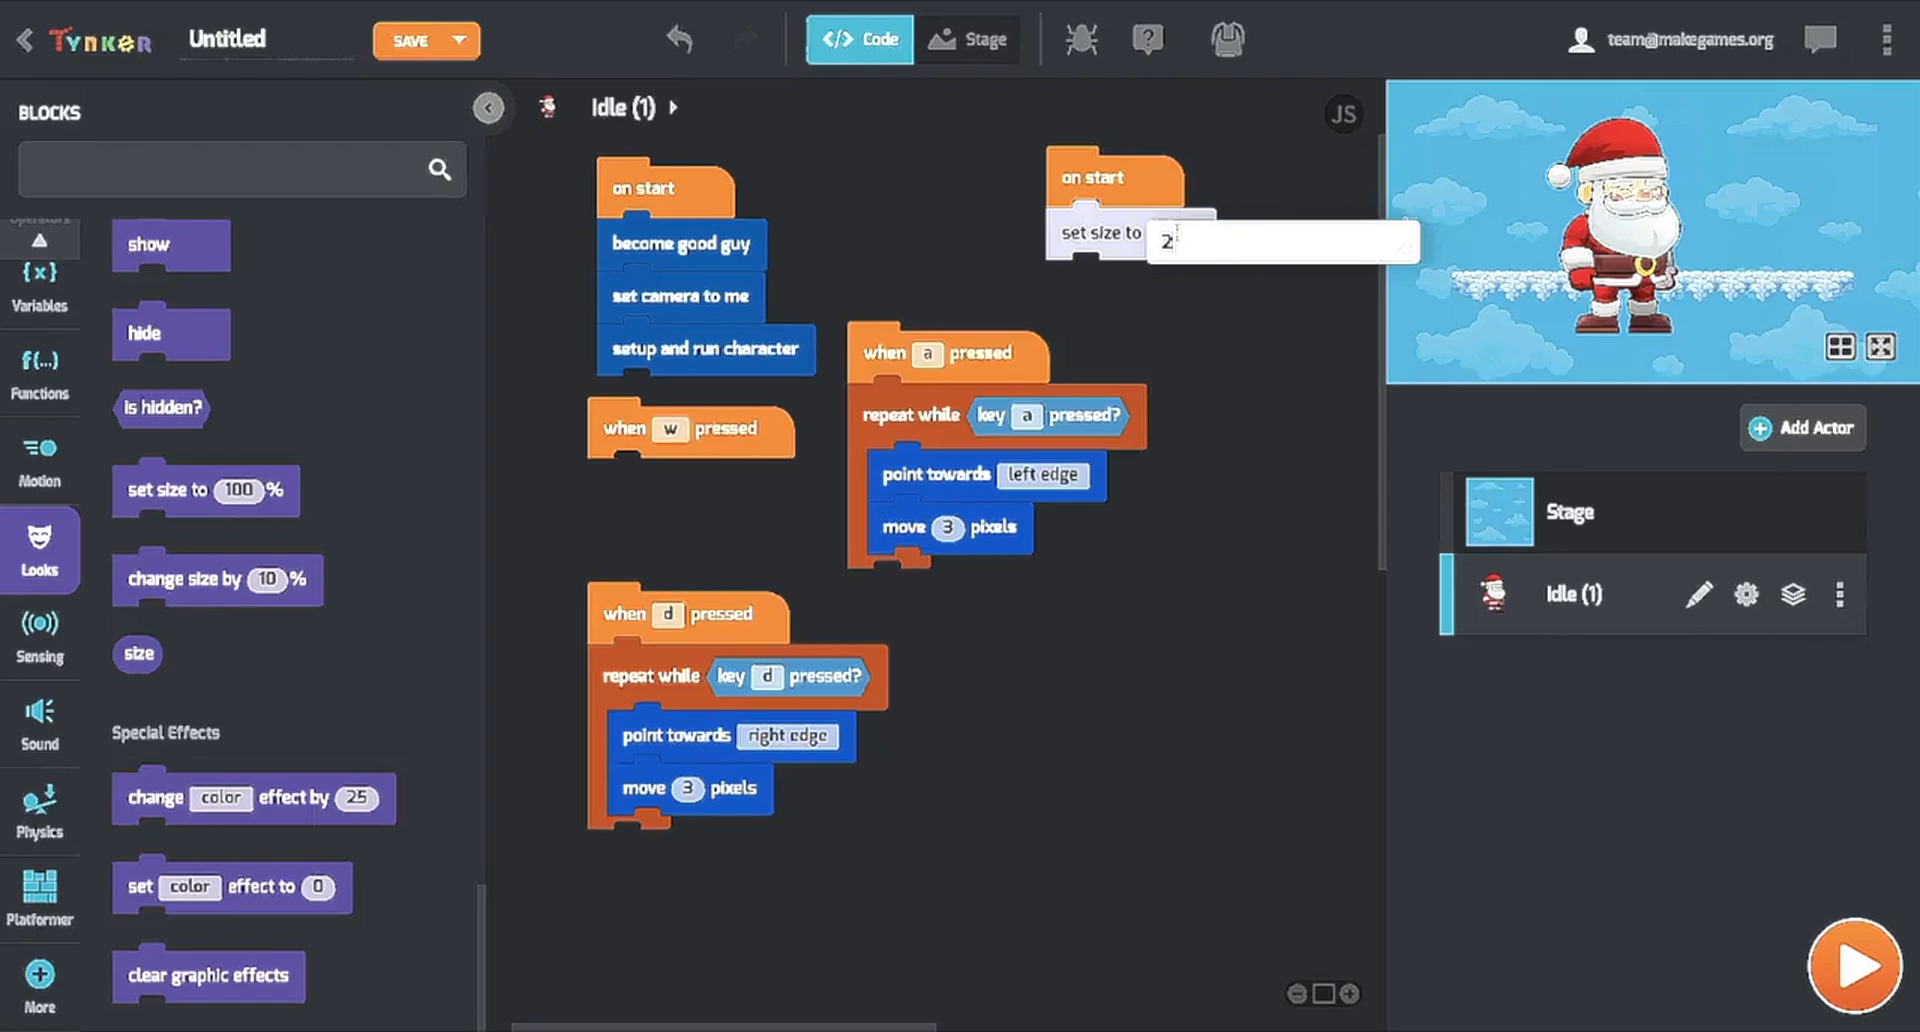 TYNKER
Untitled
SAVE
</> Code
Stage
?
team@makegames.org
BLOCKS
Idle (1)
JS
Operators
{x}
Variables
f(...)
Functions
Motion
Looks
Sensing
Sound
Physics
Platformer
More
show
hide
is hidden?
set size to 100 %
change size by 10 %
size
Special Effects
change color effect by 25
set color effect to 0
clear graphic effects
on start
become good guy
set camera to me
setup and run character
when w pressed
when d pressed
repeat while key d pressed?
point towards right edge
move 3 pixels
on start
set size to 2
when a pressed
repeat while key a pressed?
point towards left edge
move 3 pixels
Add Actor
Stage
Idle (1)